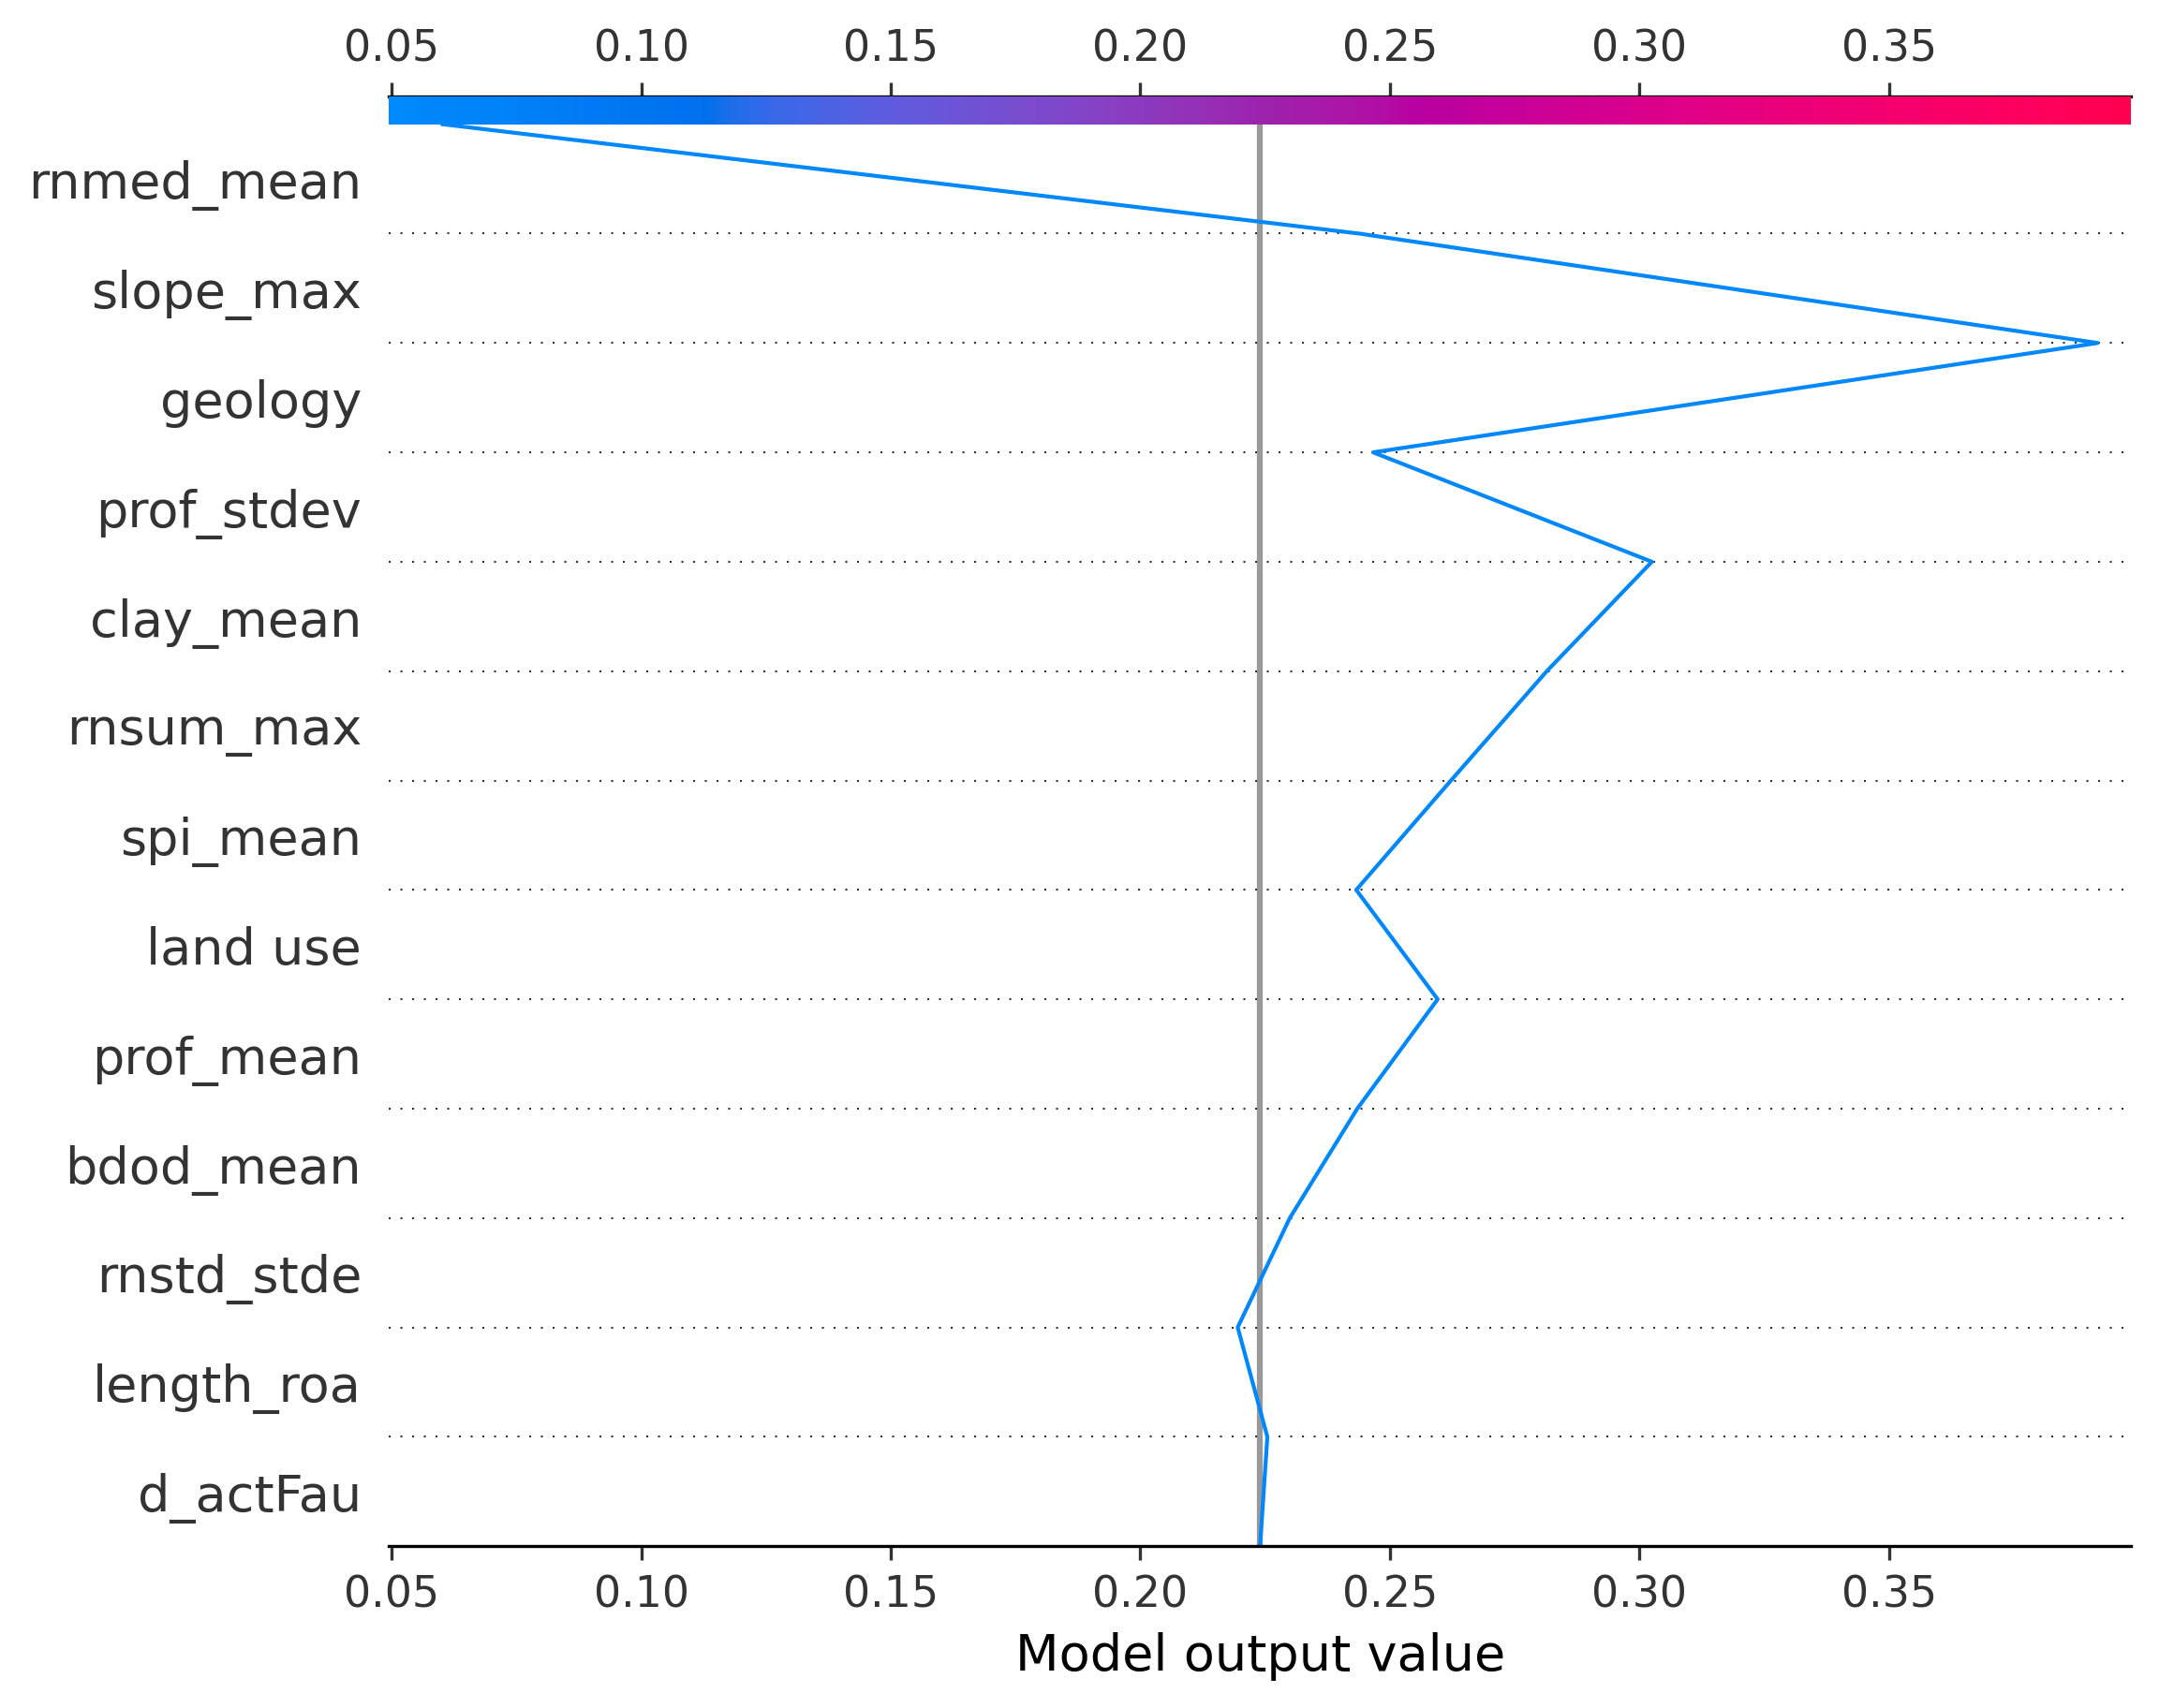 0.05 0.10 0.15 0.20 0.25 0.30 0.35
rnmed_mean
slope_max
geology
prof_stdev
clay_mean
rnsum_max
spi_mean
land use
prof_mean
bdod_mean
rnstd_stde
length_roa
d_actFau
0.05 0.10 0.15 0.20 0.25 0.30 0.35
Model output value